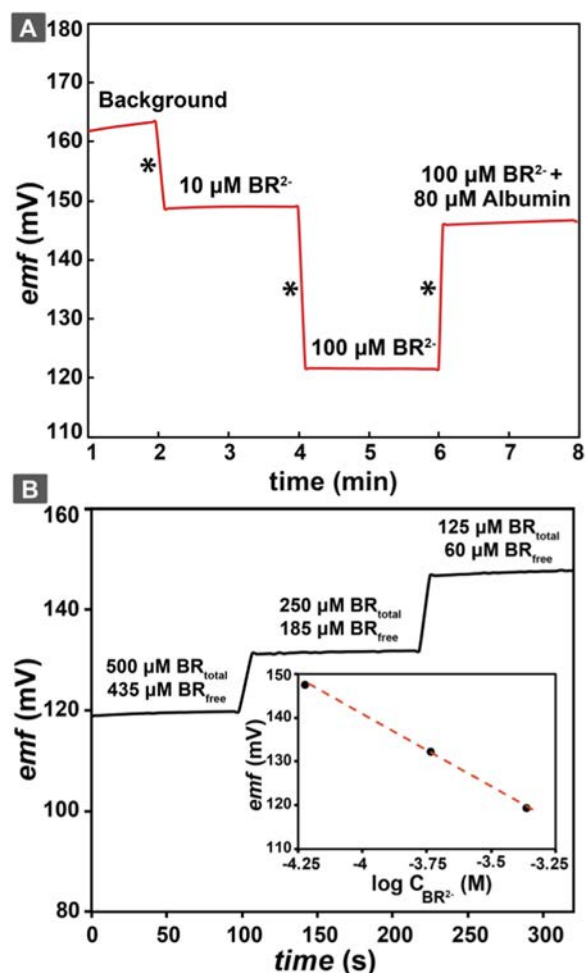 A
180
170
160
150
140
130
120
110
emf (mV)
Background
*
10 µM BR²⁻
*
100 µM BR²⁻
*
100 µM BR²⁻ +
80 µM Albumin
1 2 3 4 5 6 7 8
time (min)
B
160
140
120
100
80
emf (mV)
500 µM BRtotal
435 µM BRfree
250 µM BRtotal
185 µM BRfree
125 µM BRtotal
60 µM BRfree
150
140
130
120
110
emf (mV)
-4.25 -4 -3.75 -3.5 -3.25
log C BR²⁻ (M)
0 50 100 150 200 250 300
time (s)